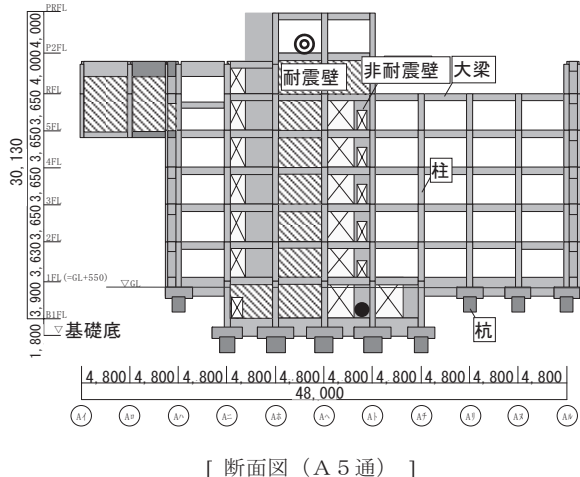 PRFL
P2FL
RFL
5FL
4FL
3FL
2FL
1FL(=GL+550)
▽GL
B1FL
▽基礎底
4,000
4,000
4,000
3,650
3,650
3,650
3,650
3,630
3,900
1,800
30,130
耐震壁
非耐震壁
大梁
柱
杭
4,800 4,800 4,800 4,800 4,800 4,800 4,800 4,800 4,800 4,800
48,000
Aイ Aロ Aハ Aニ Aホ Aヘ Aト Aチ Aリ Aヌ Aル
[ 断面図（A5通） ]